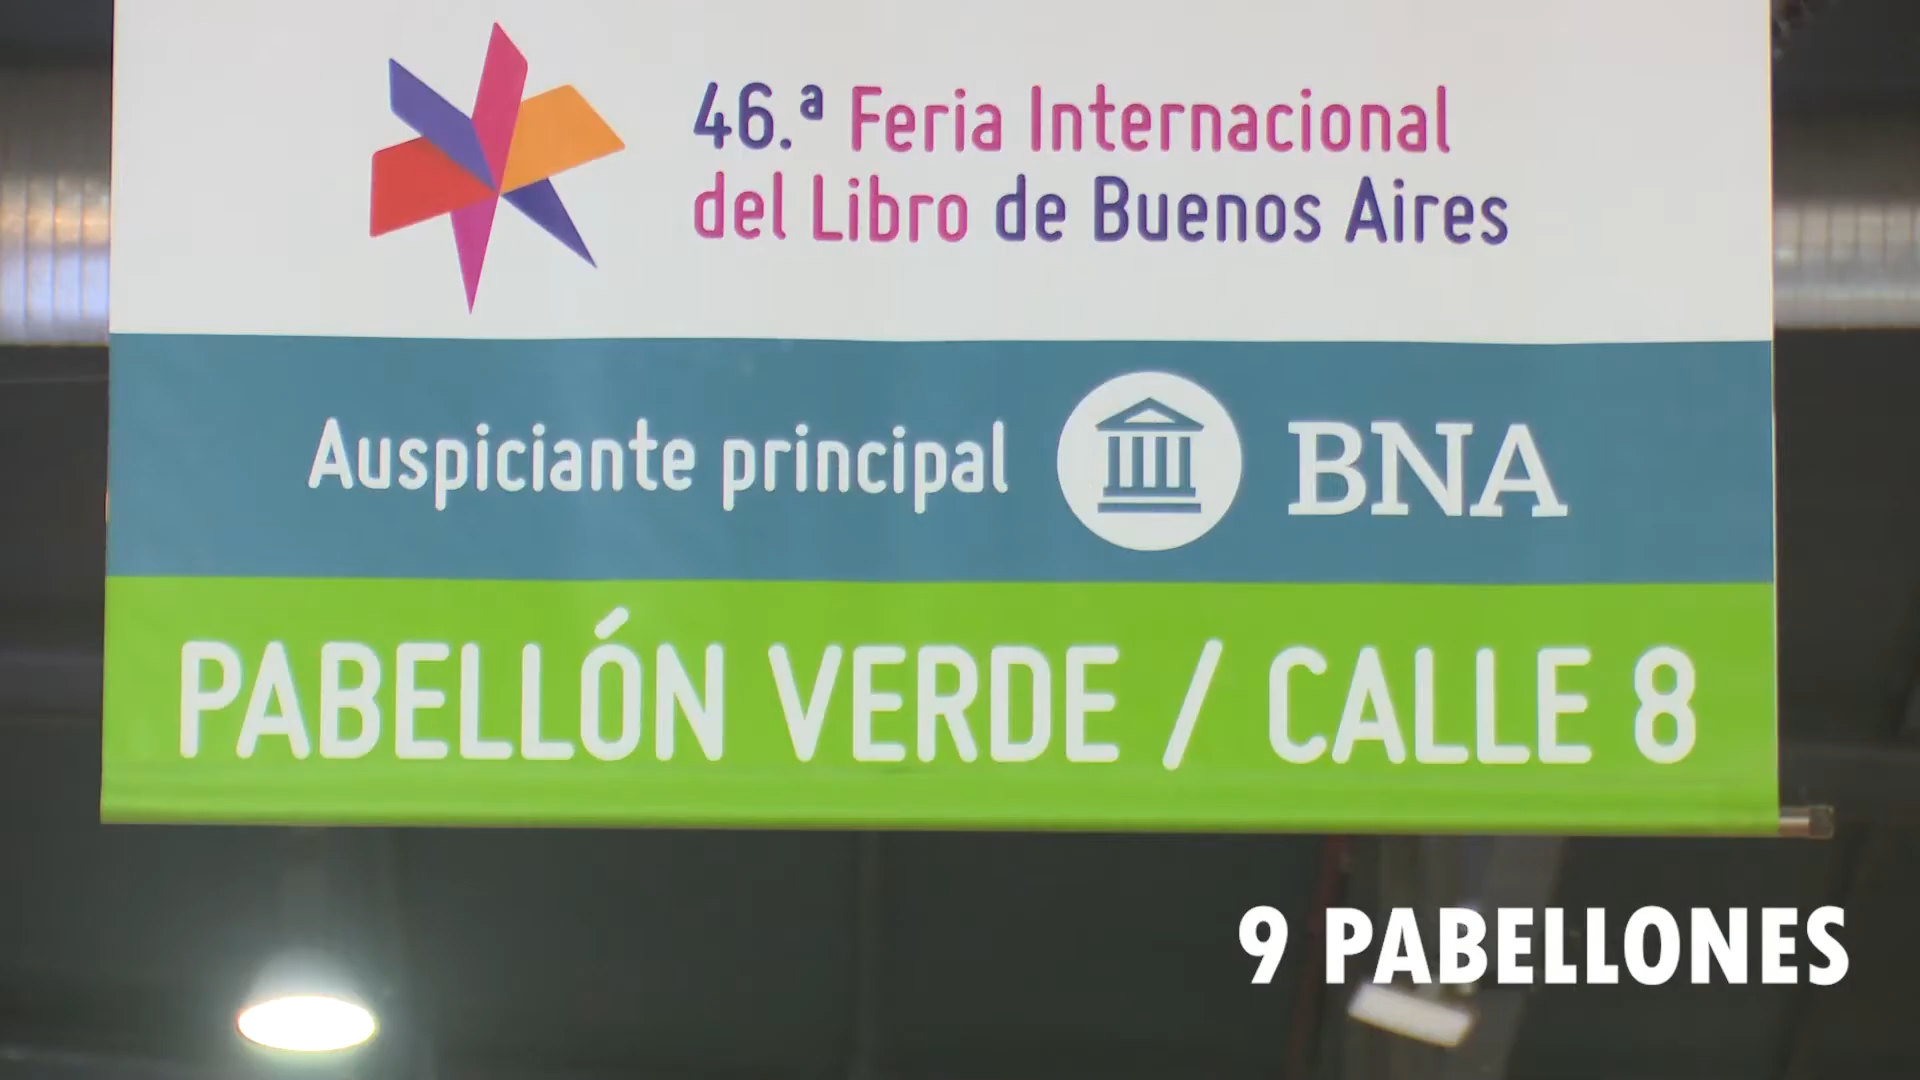 46.ª Feria Internacional
del Libro de Buenos Aires
Auspiciante principal BNA
PABELLÓN VERDE / CALLE 8
9 PABELLONES